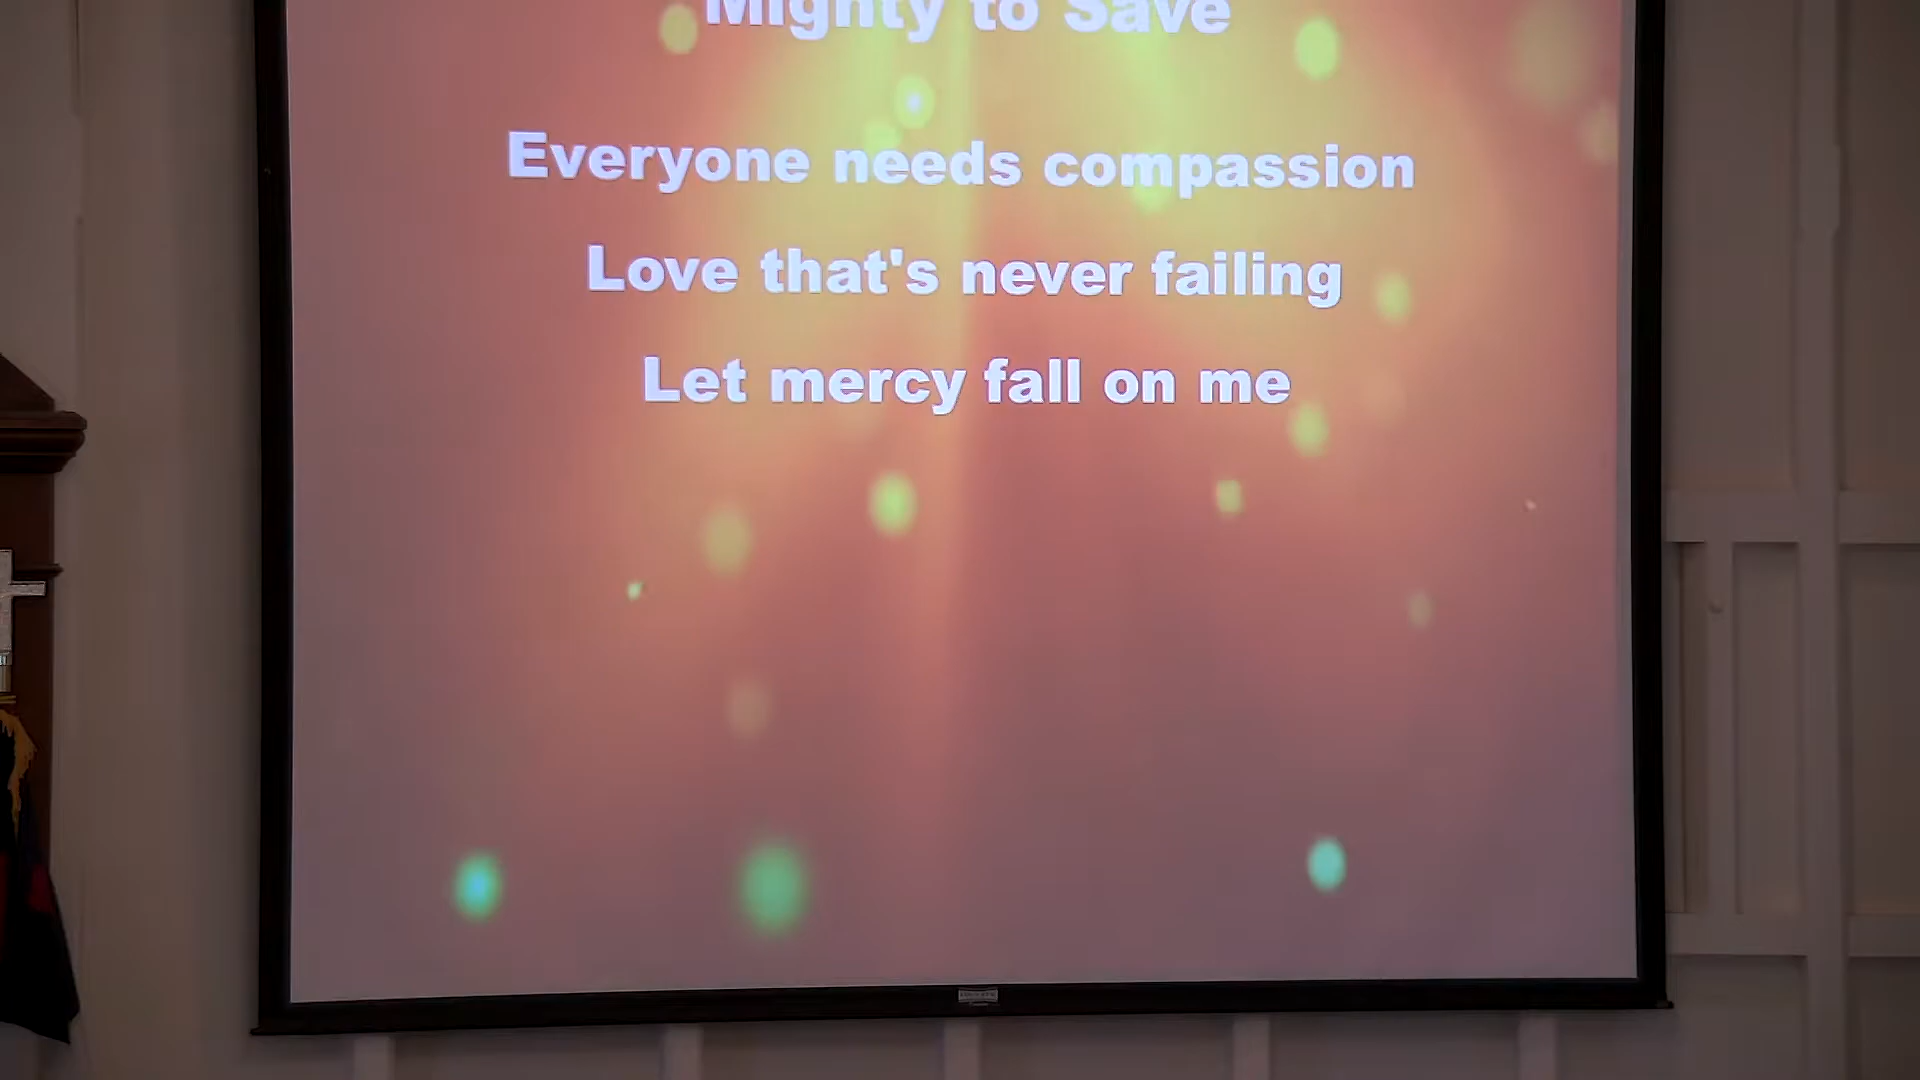 Mighty to Save
Everyone needs compassion
Love that's never failing
Let mercy fall on me